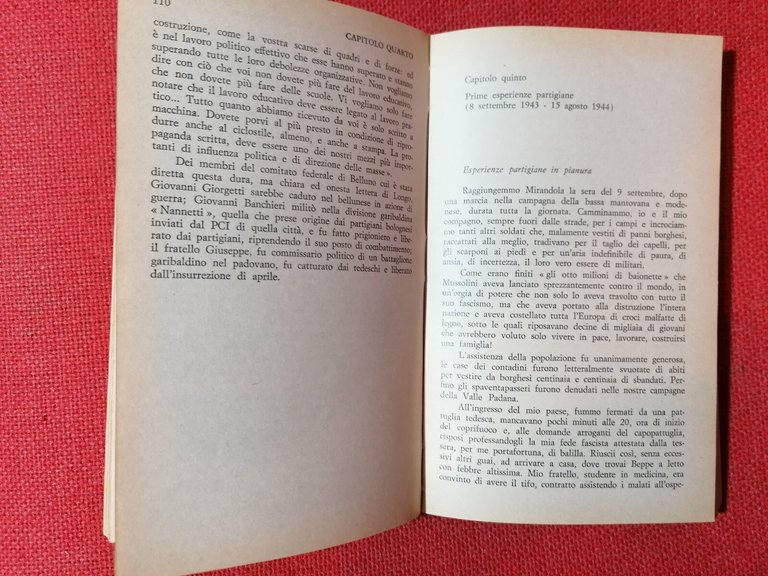 110
CAPITOLO QUARTO
costruzione, come la vostra scarse di quadri e di forze: ed
è nel lavoro politico effettivo che esse hanno superato e stanno
superando tutte le loro debolezze organizzative. Non vogliamo
dire con ciò che voi non dovete più far del lavoro educativo,
che non dovete più fare delle scuole. Vi vogliamo solo fare
notare che il lavoro educativo deve essere legato al lavoro pra-
tico... Tutto quanto abbiamo ricevuto da voi è solo scritto a
macchina. Dovete porvi al più presto in condizione di ripro-
durre anche al ciclostile, almeno, e anche a stampa. La pro-
paganda scritta, deve essere uno dei nostri mezzi più impor-
tanti di influenza politica e di direzione delle masse ».
Dei membri del comitato federale di Belluno cui è stata
diretta questa dura, ma chiara ed onesta lettera di Longo,
Giovanni Giorgetti sarebbe caduto nel bellunese in azione di
guerra; Giovanni Banchieri militò nella divisione garibaldina
« Nannetti », quella che prese origine dai partigiani bolognesi
inviati dal PCI di quella città, e fu fatto prigioniero e libe-
rato dai partigiani, riprendendo il suo posto di combattimento;
il fratello Giuseppe, fu commissario politico di un battaglione
garibaldino nel padovano, fu catturato dai tedeschi e liberato
dall'insurrezione di aprile.
Capitolo quinto
Prime esperienze partigiane
(8 settembre 1943 - 15 agosto 1944)
Esperienze partigiane in pianura
Raggiungemmo Mirandola la sera del 9 settembre, dopo
una marcia nella campagna della bassa mantovana e mode-
nose, durata tutta la giornata. Camminammo, io e il mio
compagno, sempre fuori dalle strade, per i campi e incrociam-
mo tanti altri soldati che, malamente vestiti di panni borghesi,
raccattati alla meglio, tradivano per il taglio dei capelli, per
gli scarponi ai piedi e per un'aria indefinibile di paura, di
ansia, di incertezza, il loro vero essere di militari.
Come erano finiti « gli otto milioni di baionette » che
Mussolini aveva lanciato sprezzantemente contro il mondo, in
un'orgia di potere che non solo lo aveva travolto con tutto il
suo fascismo, ma che aveva portato alla distruzione l'intera
nazione e aveva costellato tutta l'Europa di croci malfatte di
legno, sotto le quali riposavano decine di migliaia di giovani
che avrebbero voluto solo vivere in pace, lavorare, costruirsi
una famiglia!
L'assistenza della popolazione fu unanimamente generosa,
le case dei contadini furono letteralmente svuotate di abiti
per vestire da borghesi centinaia e centinaia di sbandati. Per-
fino gli spaventapasseri furono denudati nelle nostre campagne
della Valle Padana.
All'ingresso del mio paese, fummo fermati da una pat-
tuglia tedesca, mancavano pochi minuti alle 20, ora di inizio
del coprifuoco e, alle domande arroganti del capopattuglia,
risposi professandogli la mia fede fascista attestata dalla tes-
sera, per me portafortuna, di balilla. Riuscii così, senza ecces-
sivi altri guai, ad arrivare a casa, dove trovai Beppe a letto
con febbre altissima. Mio fratello, studente in medicina, era
convinto di avere il tifo, contratto assistendo i malati all'ospe-